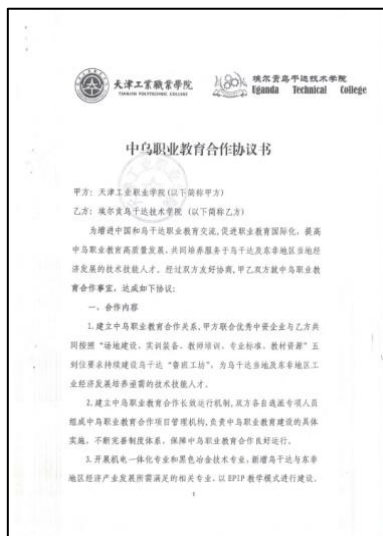 天津工業職業學院
TIANJIN POLYTECHNIC COLLEGE
埃尔贡乌干达技术学院
Uganda Technical College
中乌职业教育合作协议书
甲方：天津工业职业学院(以下简称甲方)
乙方：埃尔贡乌干达技术学院（以下简称乙方）
为增进中国和乌干达职业教育交流,促进职业教育国际化，提高
中乌职业教育高质量发展、共同培养服务于乌干达及东非地区当地经
济发展的技术技能人才。经过双方友好协商,甲乙双方就中乌职业教
育合作事宜，达成如下协议:
一、合作内容
1.建立中乌职业教育合作关系,甲方联合优秀中资企业与乙方共
同按照“场地建设、实训装备、教师培训、专业标准、教材资源”五
到位要求持续建设乌干达“鲁班工坊”，为乌干达当地及东非地区工
业经济发展培养亟需的技术技能人才。
2.建立中乌职业教育合作长效运行机制,双方各自选派专项人员
组成中乌职业教育合作项目管理机构,负责中乌职业教育建设的具体
实施，不断完善制度体系，保障中乌职业教育合作良好运行。
3.开展机电一体化专业和黑色冶金技术专业，新增乌干达与东非
地区经济产业发展所需满足的相关专业，以EPIP教学模式进行建设。
1